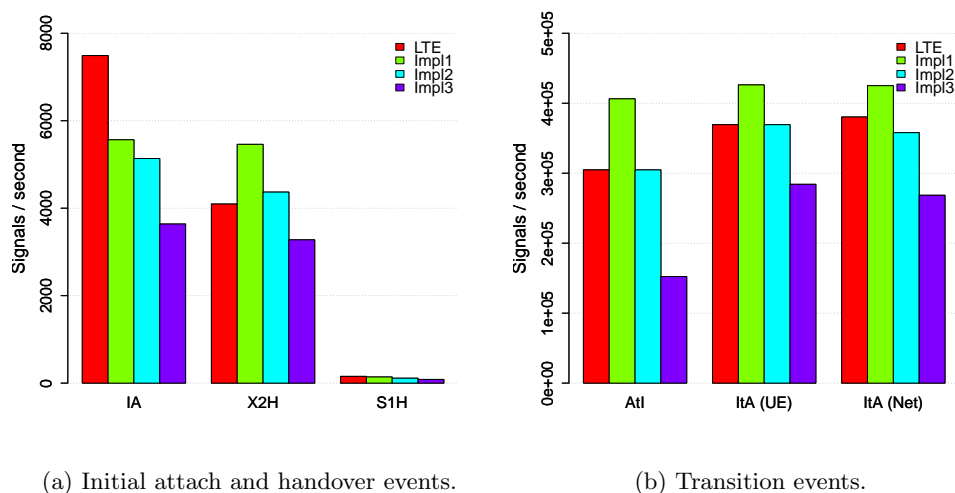 Signals / second
8000
6000
4000
2000
0
LTE
Impl1
Impl2
Impl3
IA X2H S1H
(a) Initial attach and handover events.
Signals / second
5e+05
4e+05
3e+05
2e+05
1e+05
0e+00
LTE
Impl1
Impl2
Impl3
AtI ItA (UE) ItA (Net)
(b) Transition events.